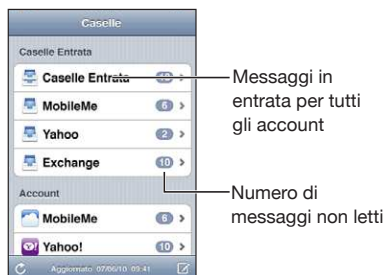 Caselle
Caselle Entrata
Caselle Entrata
Messaggi in
entrata per tutti
gli account
MobileMe 6
Yahoo 2
Exchange 10
Numero di
messaggi non letti
Account
MobileMe 6
Yahoo! 10
Aggiornato 07/06/10 03:41